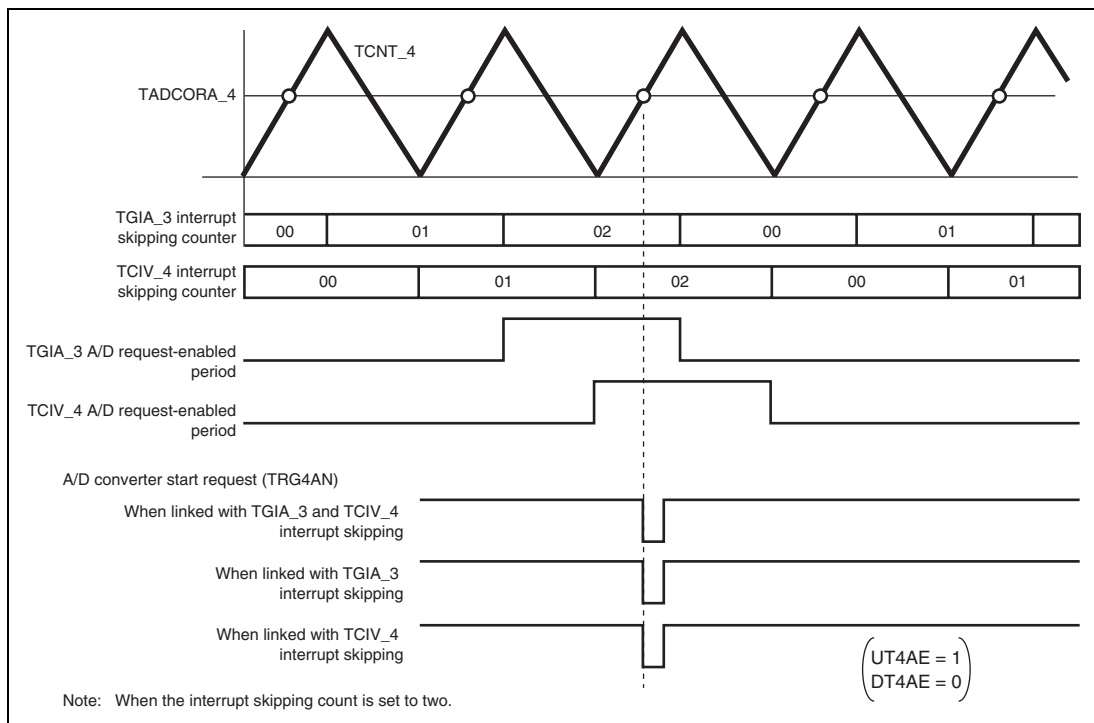 TCNT_4
TADCORA_4
TGIA_3 interrupt
skipping counter
00 01 02 00 01
TCIV_4 interrupt
skipping counter
00 01 02 00 01
TGIA_3 A/D request-enabled
period
TCIV_4 A/D request-enabled
period
A/D converter start request (TRG4AN)
When linked with TGIA_3 and TCIV_4
interrupt skipping
When linked with TGIA_3
interrupt skipping
When linked with TCIV_4
interrupt skipping
UT4AE = 1
DT4AE = 0
Note: When the interrupt skipping count is set to two.